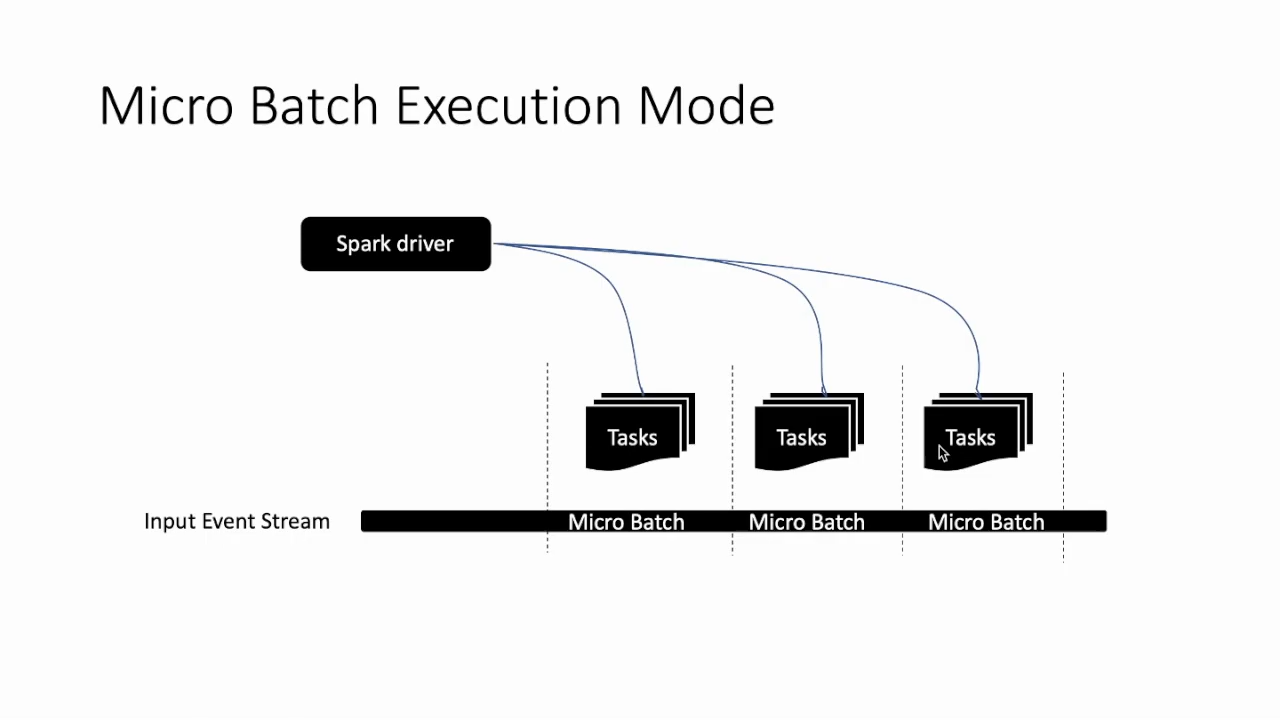 Micro Batch Execution Mode
Spark driver
Tasks
Tasks
Tasks
Input Event Stream
Micro Batch
Micro Batch
Micro Batch